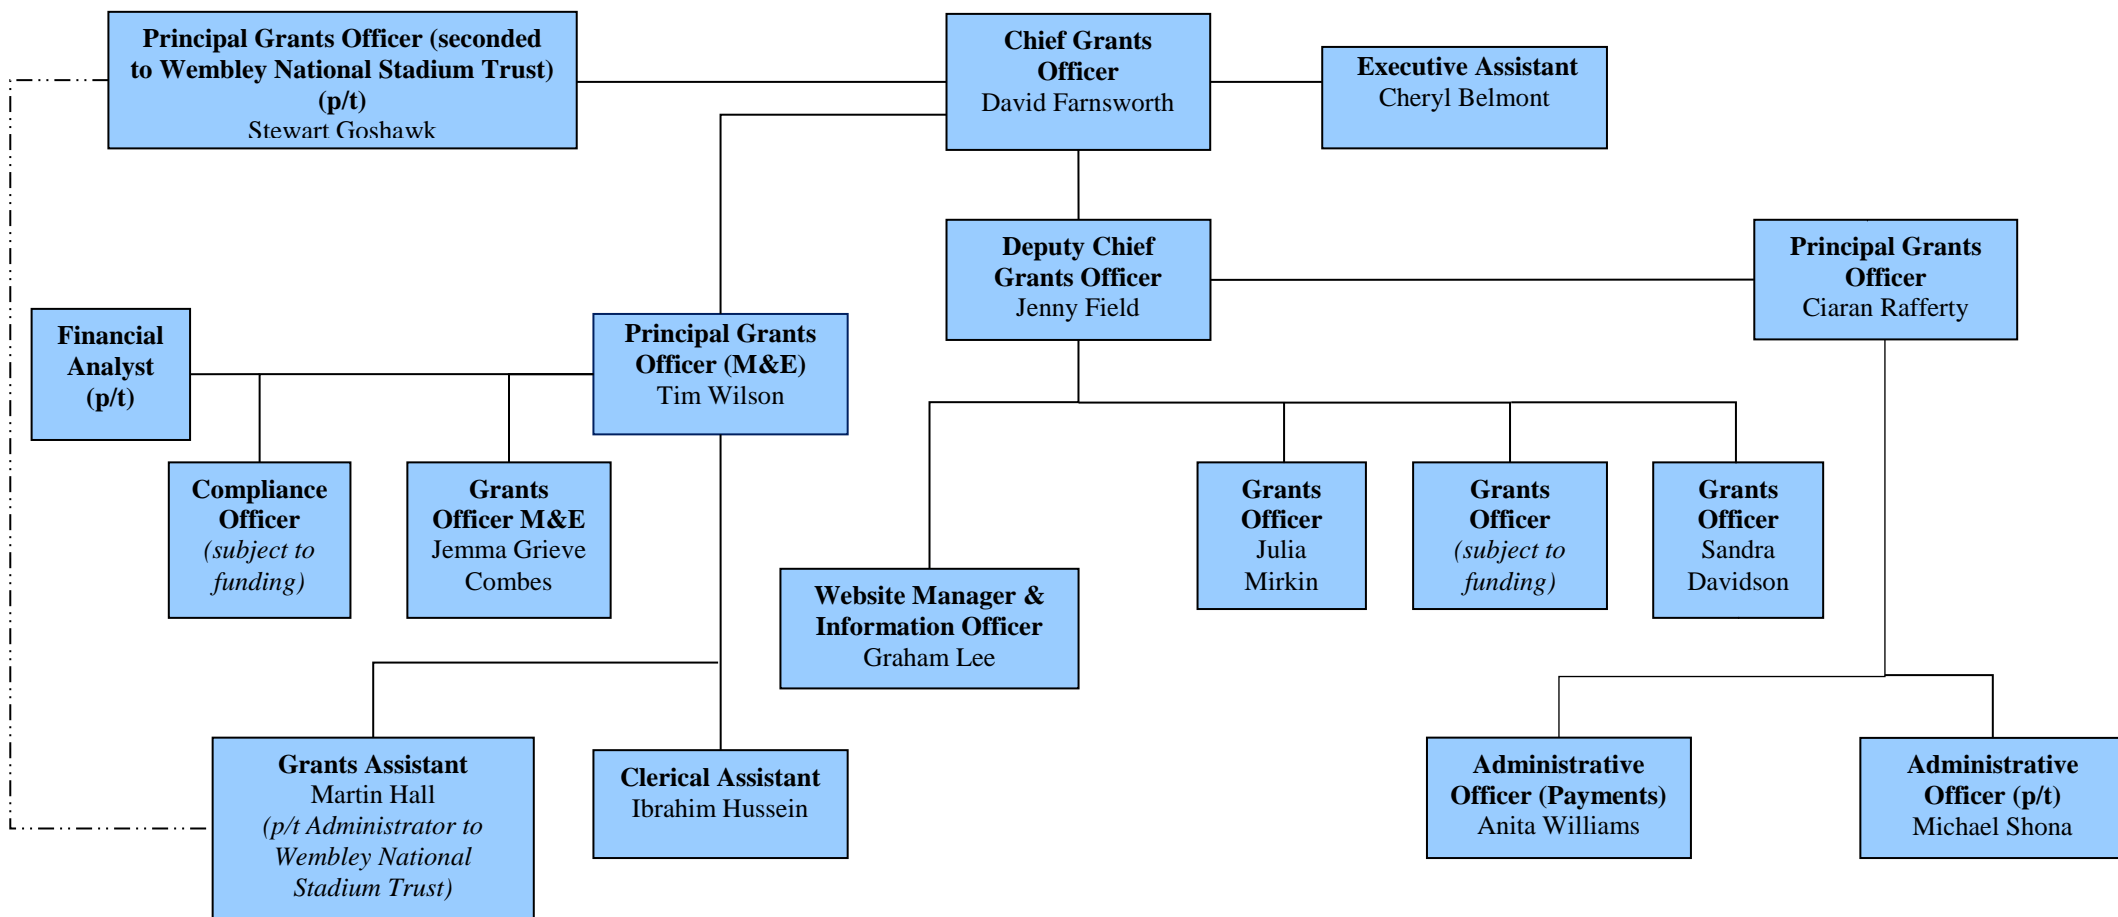 Principal Grants Officer (seconded
to Wembley National Stadium Trust)
(p/t)
Stewart Goshawk
Chief Grants
Officer
David Farnsworth
Executive Assistant
Cheryl Belmont
Deputy Chief
Grants Officer
Jenny Field
Principal Grants
Officer
Ciaran Rafferty
Financial
Analyst
(p/t)
Principal Grants
Officer (M&E)
Tim Wilson
Compliance
Officer
(subject to
funding)
Grants
Officer M&E
Jemma Grieve
Combes
Website Manager &
Information Officer
Graham Lee
Grants
Officer
Julia
Mirkin
Grants
Officer
(subject to
funding)
Grants
Officer
Sandra
Davidson
Grants Assistant
Martin Hall
(p/t Administrator to
Wembley National
Stadium Trust)
Clerical Assistant
Ibrahim Hussein
Administrative
Officer (Payments)
Anita Williams
Administrative
Officer (p/t)
Michael Shona